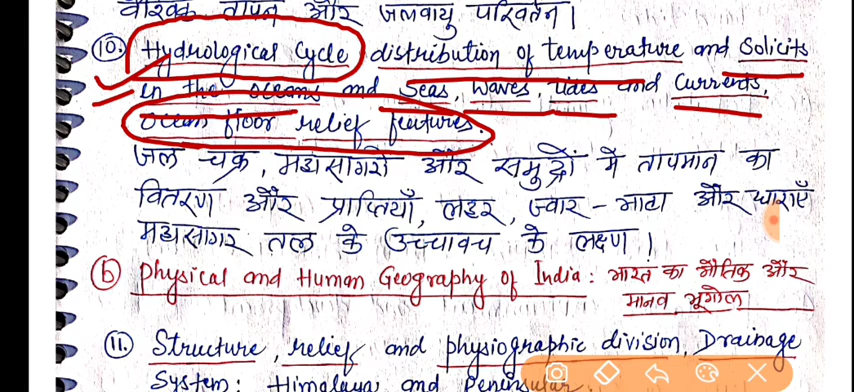 वैश्विक तापन और जलवायु परिवर्तन।
⑩. Hydrological Cycle distribution of temperature and Solicits
in the oceans and Seas, Waves, tides and Currents,
ocean floor relief features.
जल चक्र, महासागरों और समुद्रों में तापमान का
वितरण और प्राप्तियाँ, लहर, ज्वार-भाटा और धाराएँ
महासागर तल के उच्चावच के लक्षण।
ⓑ Physical and Human Geography of India: भारत का भौतिक और
मानव भूगोल
⑪. Structure, relief and physiographic division, Drainage
System: Himalaya and Peninsular